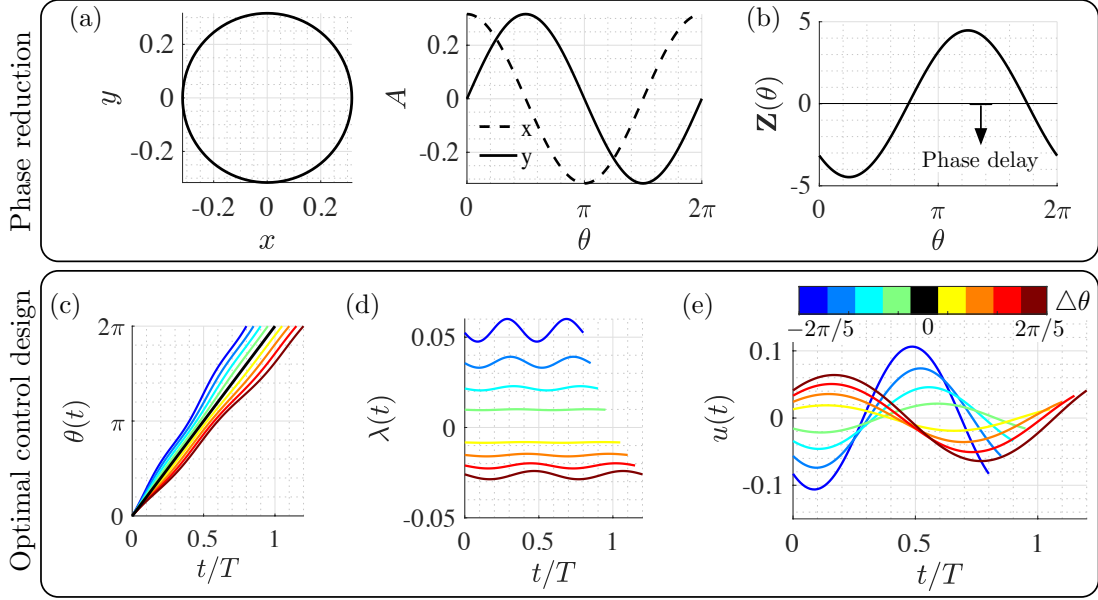 Phase reduction
(a)
y
0.2
0
-0.2
-0.2
0
0.2
x
A
0.2
0
-0.2
x
y
0
π
2π
θ
(b)
Z(θ)
5
0
-5
Phase delay
0
π
2π
θ
Optimal control design
(c)
θ(t)
2π
π
0
0
0.5
1
t/T
(d)
λ(t)
0.05
0
-0.05
0
0.5
1
t/T
(e)
△θ
−2π/5
0
2π/5
u(t)
0.1
0
-0.1
0
0.5
1
t/T